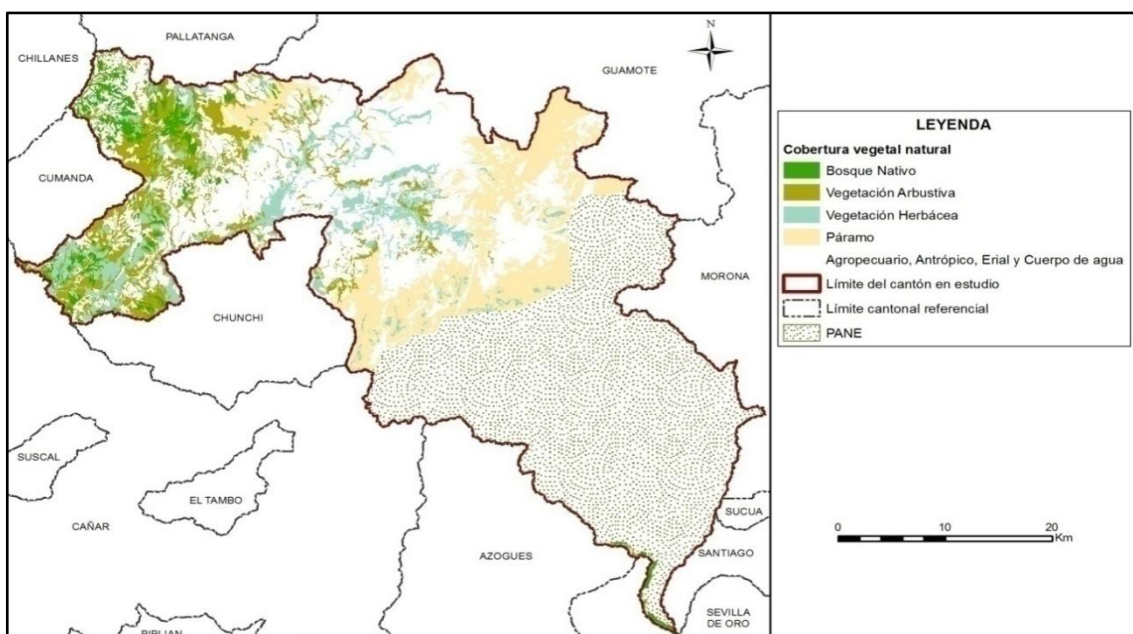 PALLATANGA
CHILLANES
N
GUAMOTE
CUMANDA
MORONA
CHUNCHI
SUSCAL
EL TAMBO
CAÑAR
AZOGUES
SUCUA
SANTIAGO
SEVILLA
DE ORO
BIBLIAN
LEYENDA
Cobertura vegetal natural
Bosque Nativo
Vegetación Arbustiva
Vegetación Herbácea
Páramo
Agropecuario, Antrópico, Erial y Cuerpo de agua
Límite del cantón en estudio
Límite cantonal referencial
PANE
0 10 20
Km